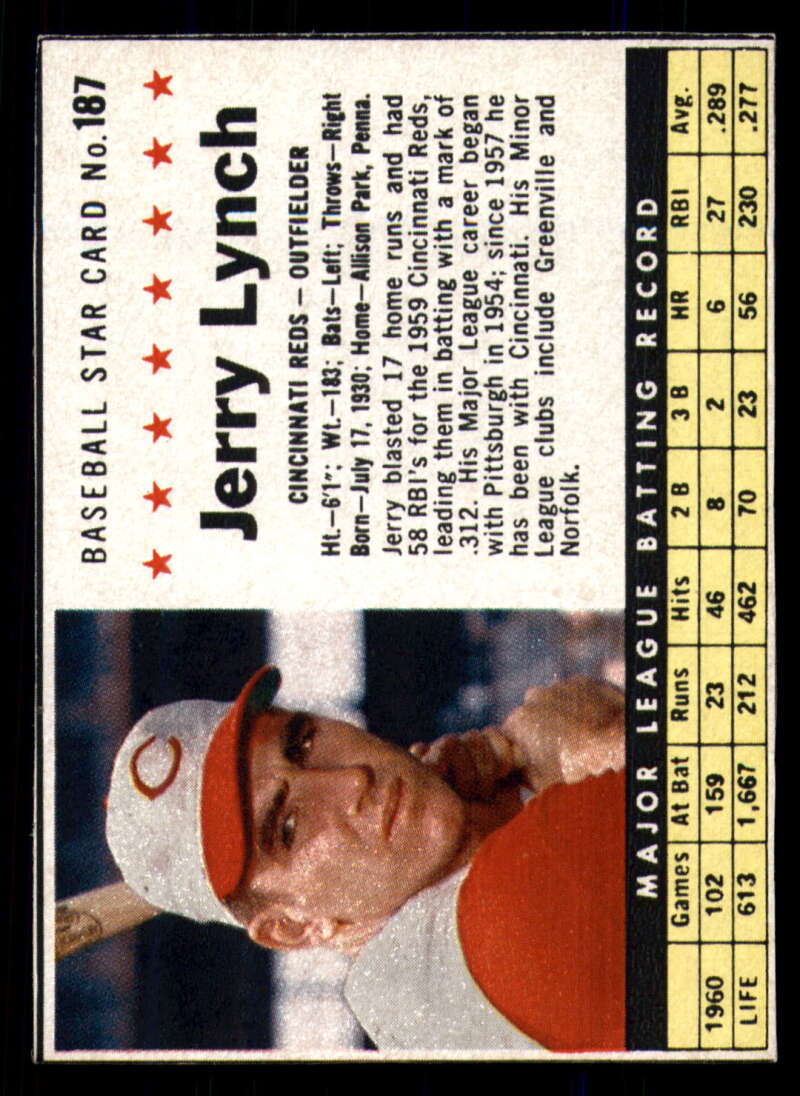 BASEBALL STAR CARD No. 187
Jerry Lynch
CINCINNATI REDS – OUTFIELDER
Ht.–6'1"; Wt.–183; Bats–Left; Throws–Right
Born–July 17, 1930; Home–Allison Park, Penna.
Jerry blasted 17 home runs and had
58 RBI's for the 1959 Cincinnati Reds,
leading them in batting with a mark of
.312. His Major League career began
with Pittsburgh in 1954; since 1957 he
has been with Cincinnati. His Minor
League clubs include Greenville and
Norfolk.
C
MAJOR LEAGUE BATTING RECORD
Games At Bat Runs Hits 2 B 3 B HR RBI Avg.
1960 102 159 23 46 8 2 6 27 .289
LIFE 613 1,667 212 462 70 23 56 230 .277